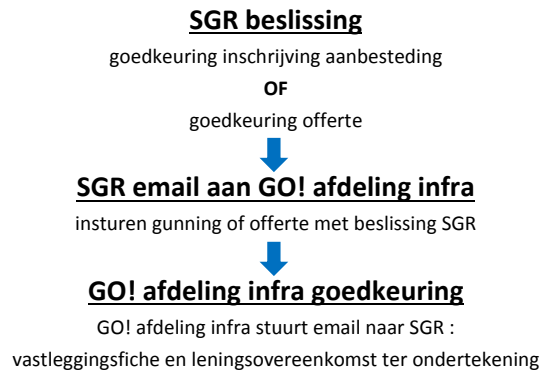 SGR beslissing
goedkeuring inschrijving aanbesteding
OF
goedkeuring offerte
SGR email aan GO! afdeling infra
insturen gunning of offerte met beslissing SGR
GO! afdeling infra goedkeuring
GO! afdeling infra stuurt email naar SGR :
vastleggingsfiche en leningsovereenkomst ter ondertekening